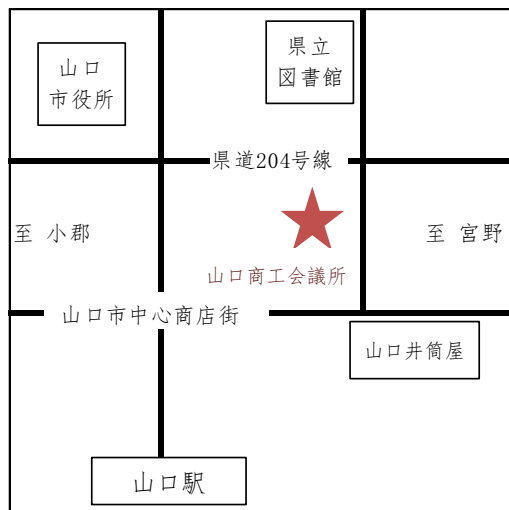 山口
市役所
県立
図書館
県道204号線
至 小郡
至 宮野
山口商工会議所
山口市中心商店街
山口井筒屋
山口駅